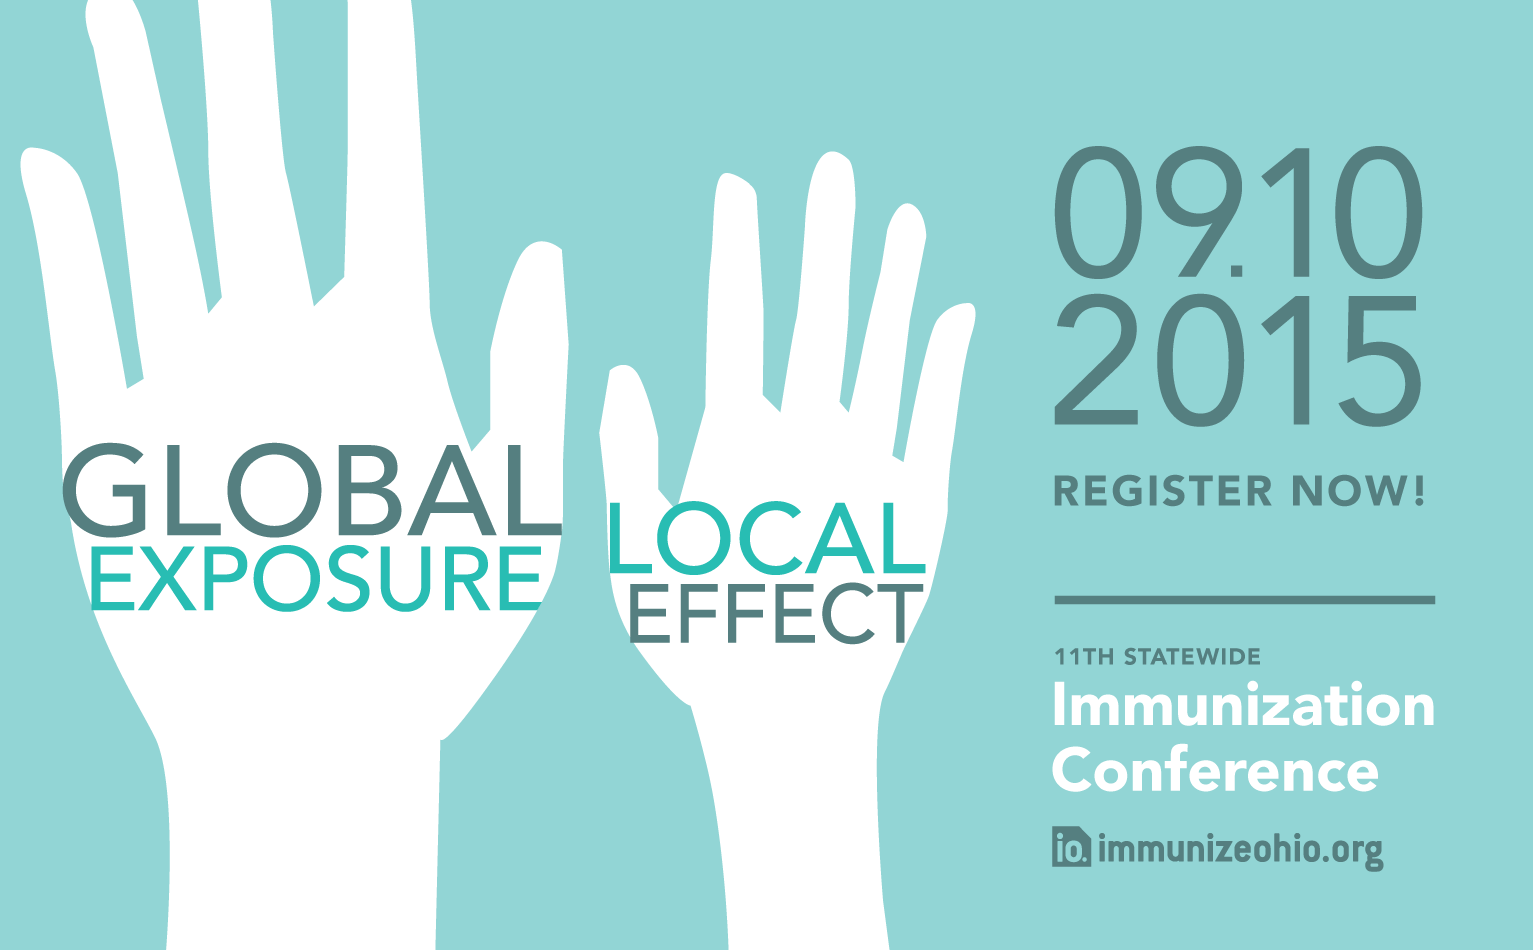 GLOBAL
EXPOSURE
LOCAL
EFFECT
09.10
2015
REGISTER NOW!
11TH STATEWIDE
Immunization
Conference
io. immunizeohio.org